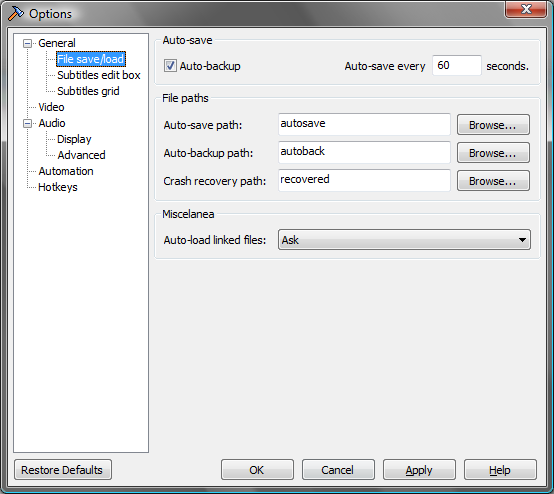 Options
General
File save/load
Subtitles edit box
Subtitles grid
Video
Audio
Display
Advanced
Automation
Hotkeys
Auto-save
Auto-backup Auto-save every 60 seconds.
File paths
Auto-save path: autosave Browse...
Auto-backup path: autoback Browse...
Crash recovery path: recovered Browse...
Miscelanea
Auto-load linked files: Ask
Restore Defaults OK Cancel Apply Help